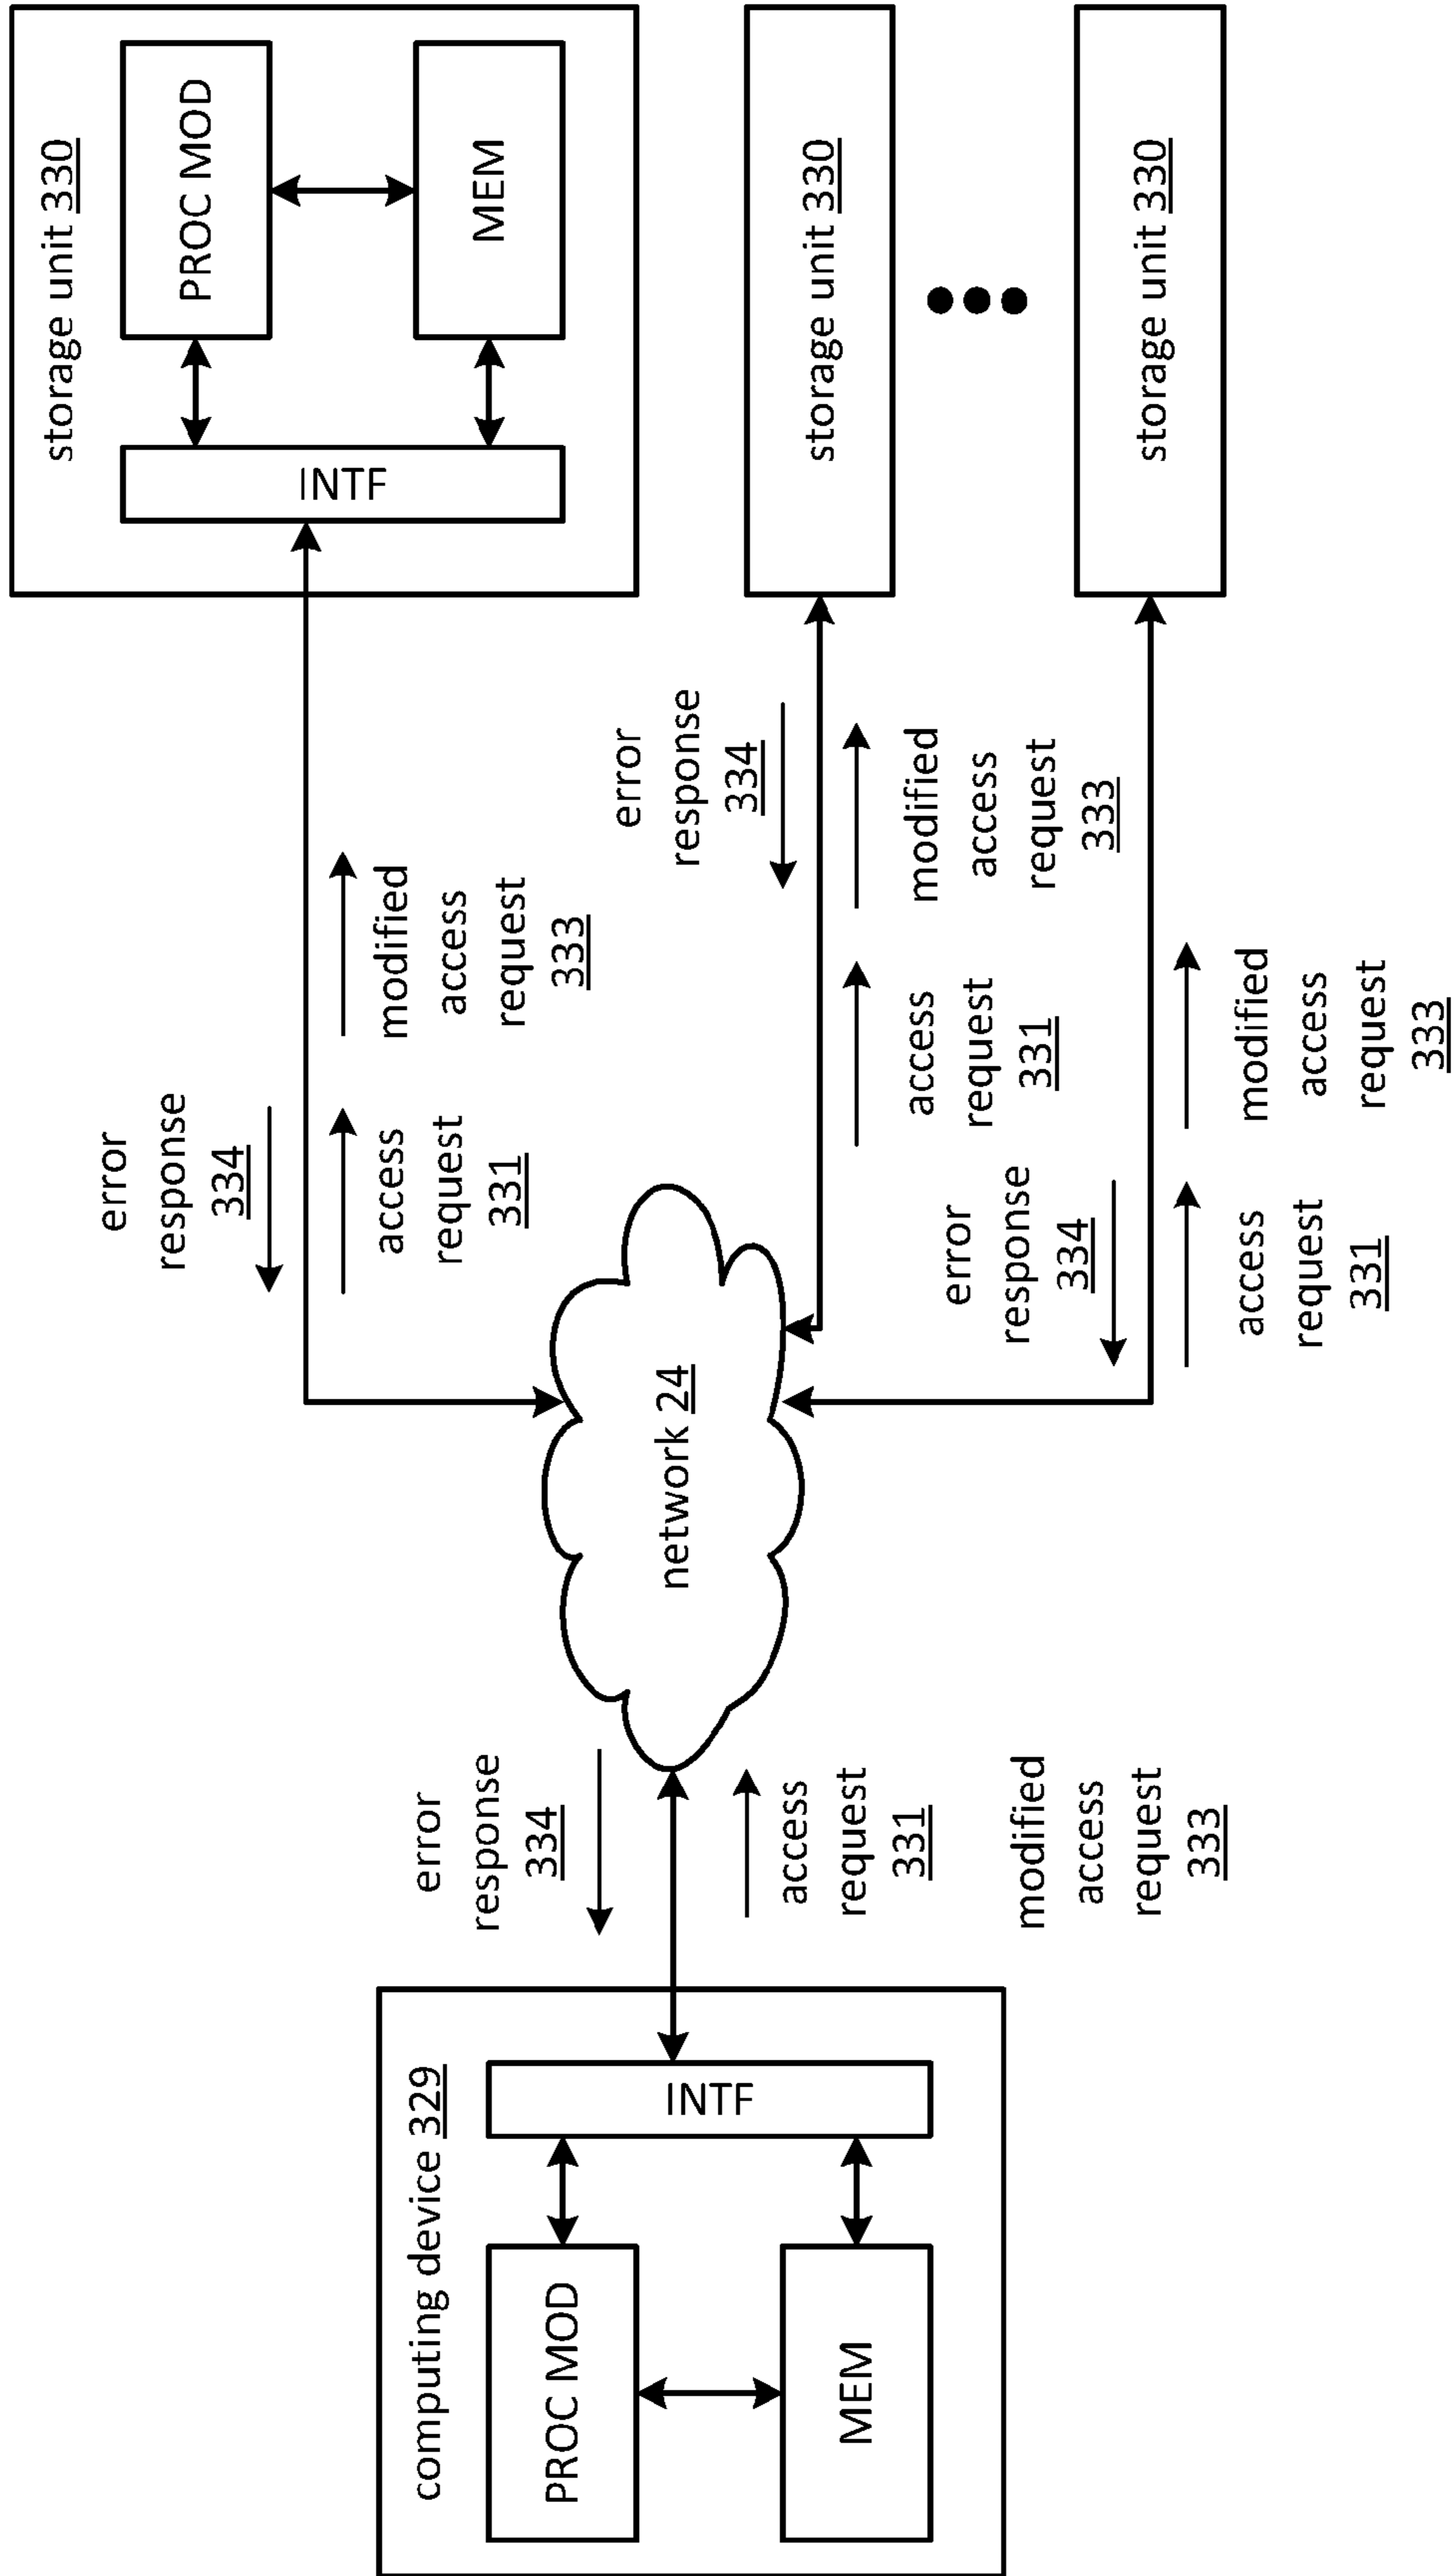 computing device 329
PROC MOD
MEM
INTF
error
response
334
access
request
331
modified
access
request
333
network 24
error
response
334
access
request
331
modified
access
request
333
storage unit 330
INTF
PROC MOD
MEM
error
response
334
access
request
331
modified
access
request
333
storage unit 330
error
response
334
access
request
331
modified
access
request
333
storage unit 330